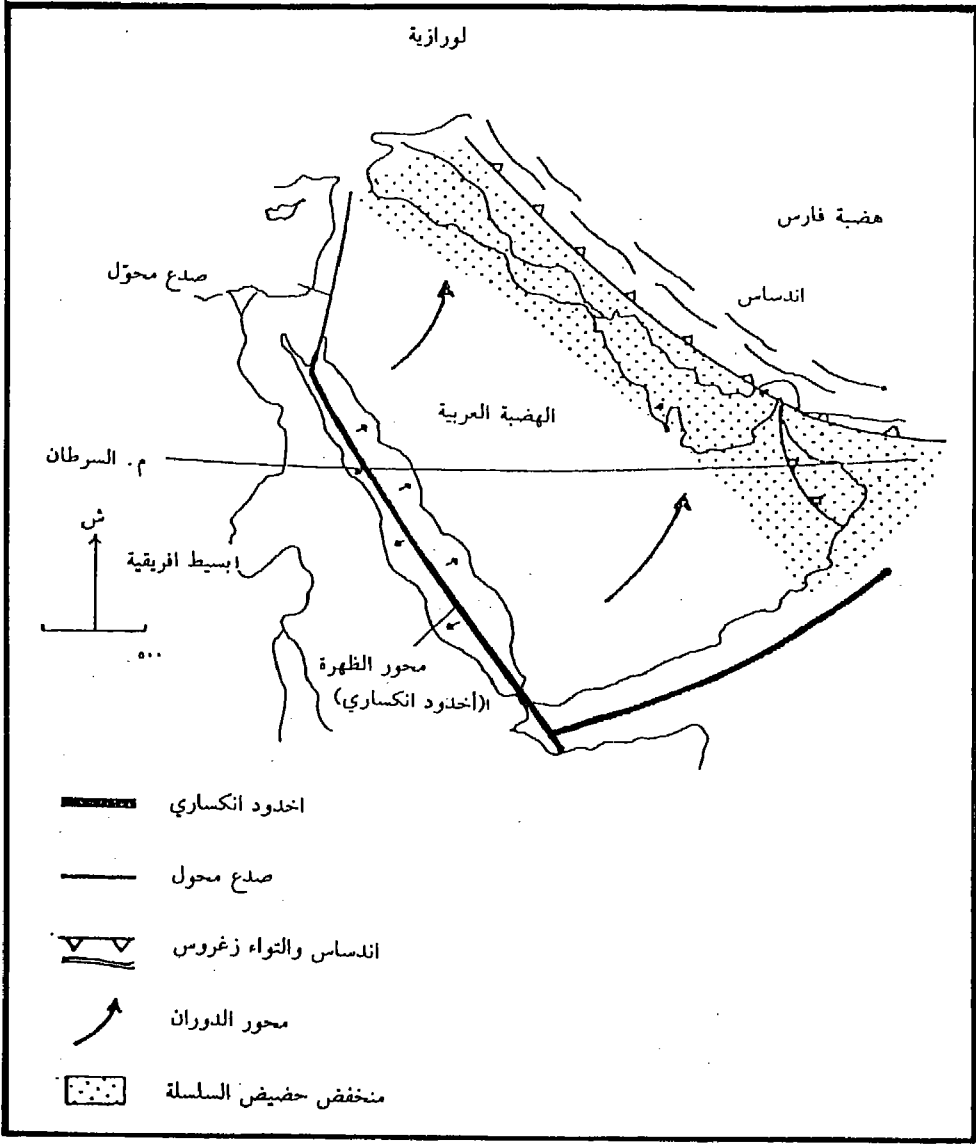 لورازية
هضبة فارس
صدع محوّل
اندساس
الهضبة العربية
م. السرطان
ش
ابسيط افريقية
٥٠٠
محور الظهرة
(أخدود انكساري)
اخدود انكساري
صدع محول
اندساس والتواء زغروس
محور الدوران
منخفض حضيض السلسلة